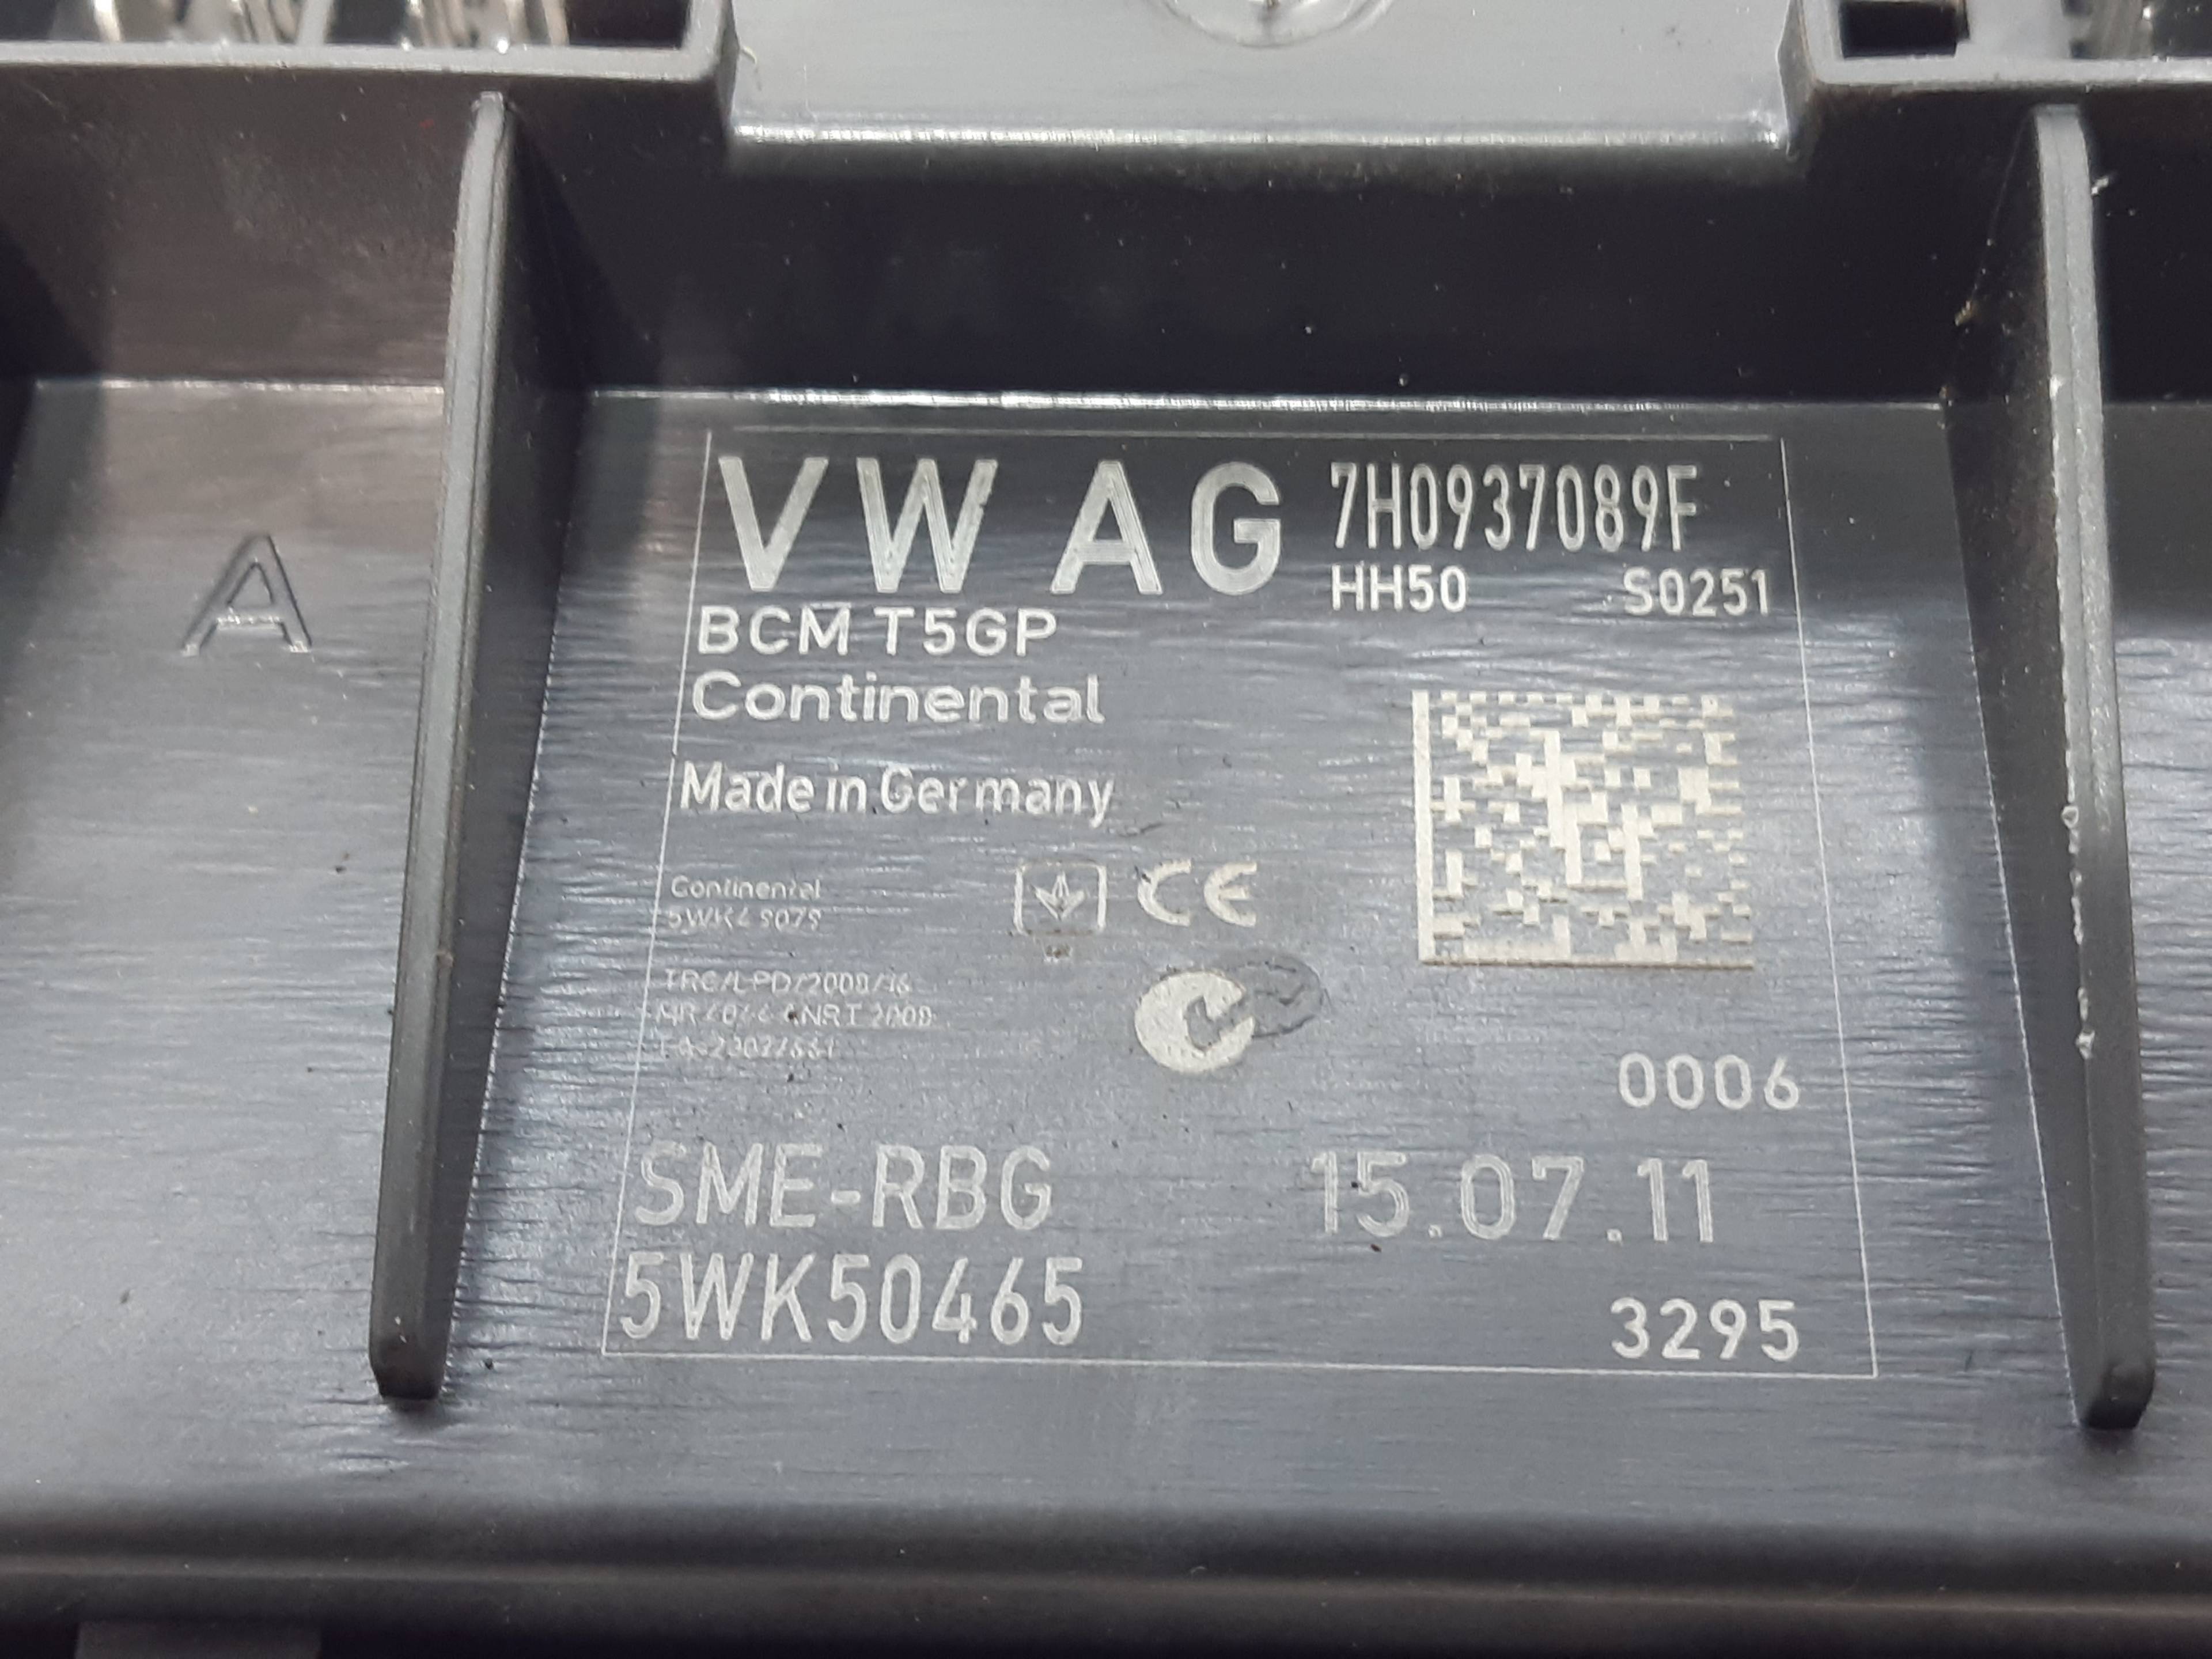 VW AG 7H0937089F
HH50 S0251
A
BCM T5GP
Continental
Made in Germany
Continental
CE
0006
SME-RBG 15.07.11
5WK50465
3295